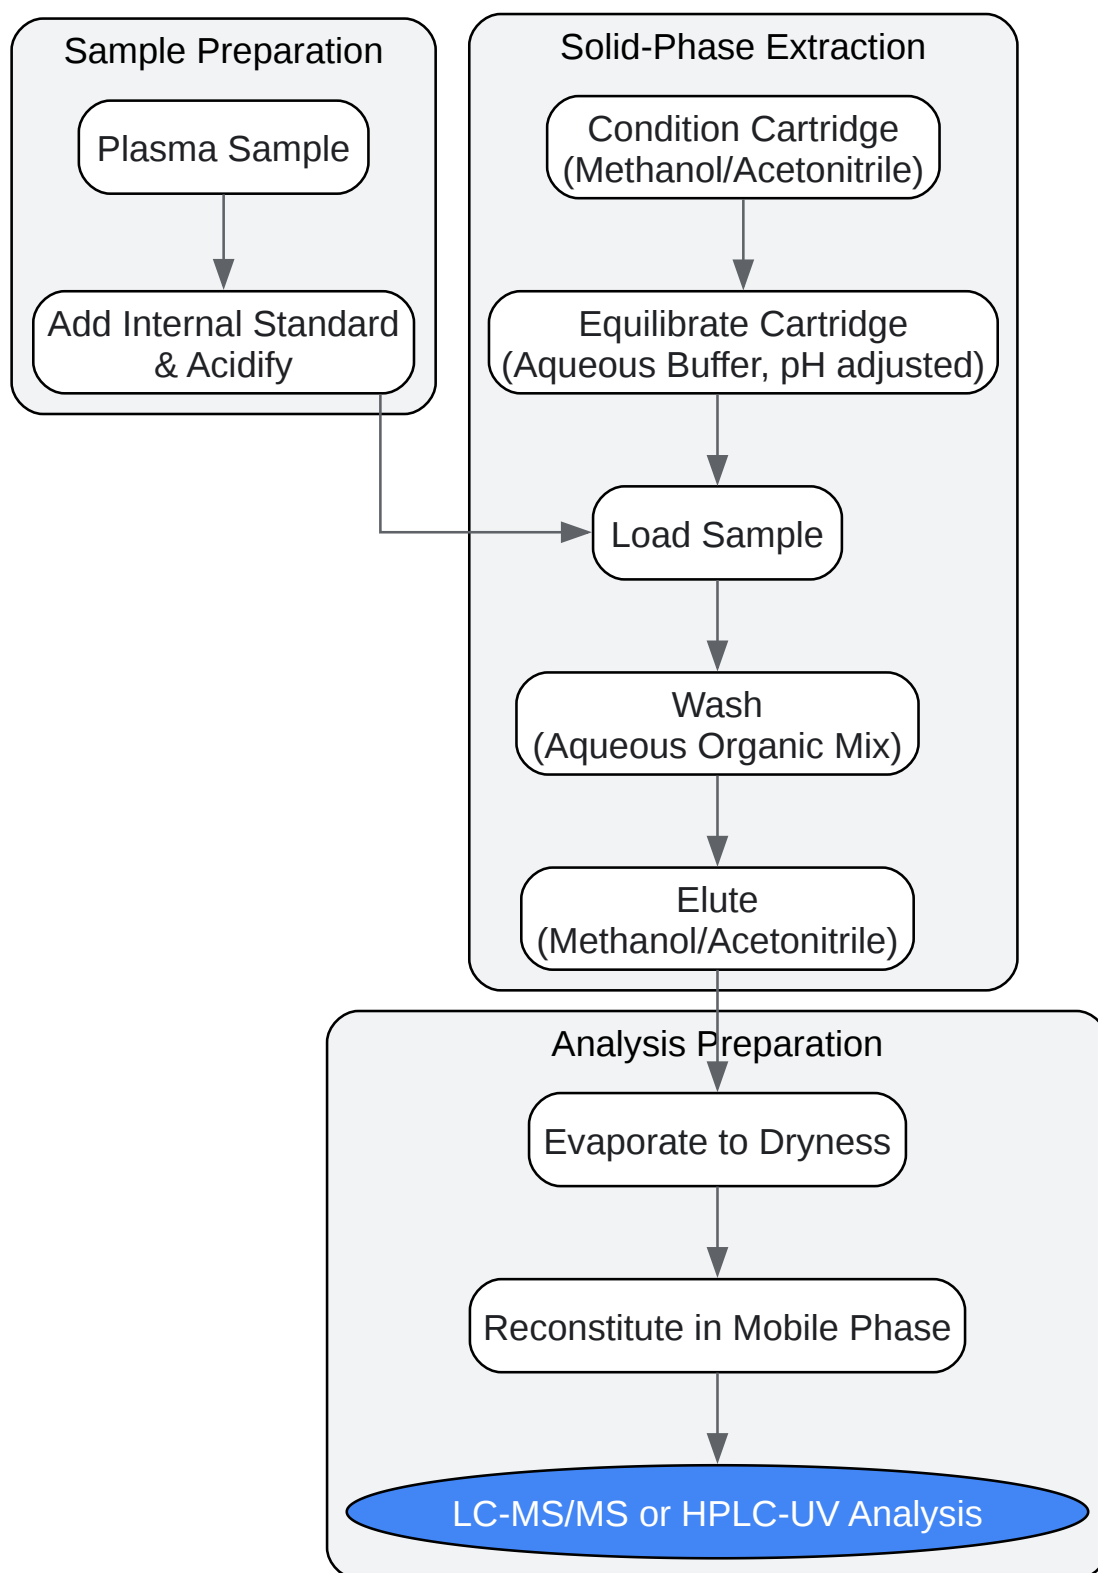 Sample Preparation
Plasma Sample
Add Internal Standard
& Acidify
Solid-Phase Extraction
Condition Cartridge
(Methanol/Acetonitrile)
Equilibrate Cartridge
(Aqueous Buffer, pH adjusted)
Load Sample
Wash
(Aqueous Organic Mix)
Elute
(Methanol/Acetonitrile)
Analysis Preparation
Evaporate to Dryness
Reconstitute in Mobile Phase
LC-MS/MS or HPLC-UV Analysis